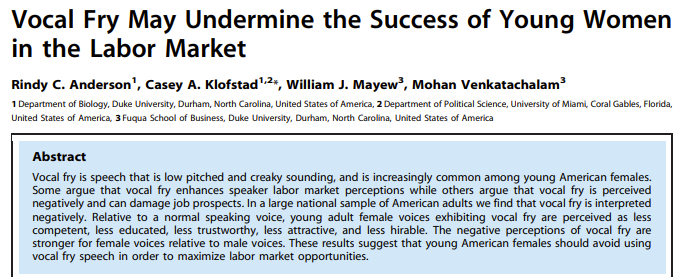 Vocal Fry May Undermine the Success of Young Women
in the Labor Market
Rindy C. Anderson1, Casey A. Klofstad1,2*, William J. Mayew3, Mohan Venkatachalam3
1 Department of Biology, Duke University, Durham, North Carolina, United States of America, 2 Department of Political Science, University of Miami, Coral Gables, Florida,
United States of America, 3 Fuqua School of Business, Duke University, Durham, North Carolina, United States of America
Abstract
Vocal fry is speech that is low pitched and creaky sounding, and is increasingly common among young American females.
Some argue that vocal fry enhances speaker labor market perceptions while others argue that vocal fry is perceived
negatively and can damage job prospects. In a large national sample of American adults we find that vocal fry is interpreted
negatively. Relative to a normal speaking voice, young adult female voices exhibiting vocal fry are perceived as less
competent, less educated, less trustworthy, less attractive, and less hirable. The negative perceptions of vocal fry are
stronger for female voices relative to male voices. These results suggest that young American females should avoid using
vocal fry speech in order to maximize labor market opportunities.